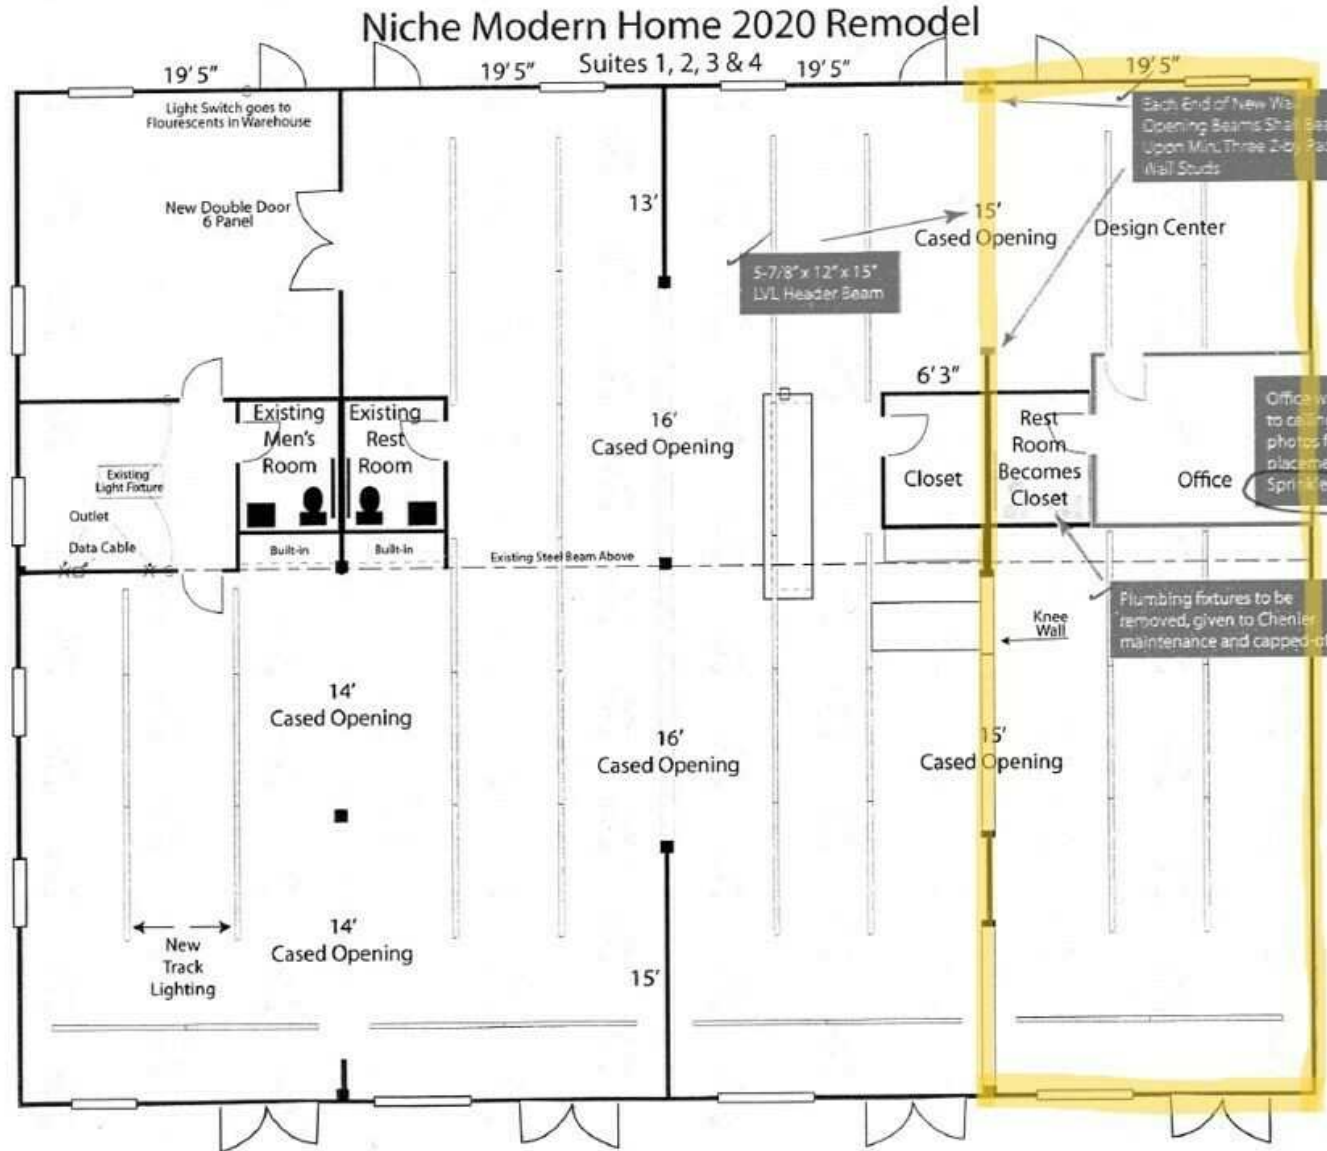 Niche Modern Home 2020 Remodel
Suites 1, 2, 3 & 4
19'5"
19'5"
19'5"
19'5"
Light Switch goes to
Flourescents in Warehouse
New Double Door
6 Panel
13'
Each End of New
Opening Beams Shall
Upon Min. Three 2-by
Wall Studs
15'
Cased Opening
Design Center
5-7/8" x 12" x 15"
LVL Header Beam
6'3"
Existing
Men's
Room
Existing
Rest
Room
16'
Cased Opening
Closet
Rest
Room
Becomes
Closet
Office
Office
to
photos
Existing
Light Fixture
Outlet
Data Cable
Built-in
Built-in
Existing Steel Beam Above
Plumbing fixtures to be
removed, given to Chenier
maintenance and
Knee
Wall
14'
Cased Opening
16'
Cased Opening
15'
Cased Opening
14'
Cased Opening
New
Track
Lighting
15'